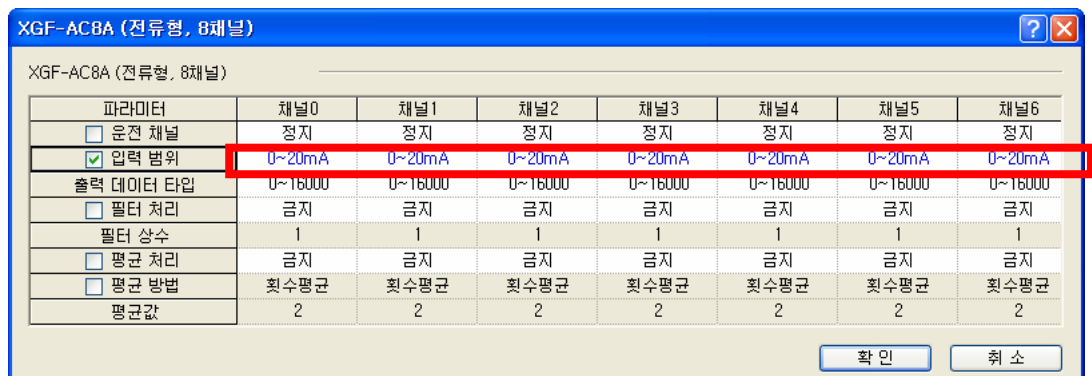 XGF-AC8A (전류형, 8채널)
XGF-AC8A (전류형, 8채널)
파라미터 채널0 채널1 채널2 채널3 채널4 채널5 채널6
운전 채널 정지 정지 정지 정지 정지 정지 정지
입력 범위 0~20mA 0~20mA 0~20mA 0~20mA 0~20mA 0~20mA 0~20mA
출력 데이터 타입 0~16000 0~16000 0~16000 0~16000 0~16000 0~16000 0~16000
필터 처리 금지 금지 금지 금지 금지 금지 금지
필터 상수 1 1 1 1 1 1 1
평균 처리 금지 금지 금지 금지 금지 금지 금지
평균 방법 횟수평균 횟수평균 횟수평균 횟수평균 횟수평균 횟수평균 횟수평균
평균값 2 2 2 2 2 2 2
확인 취소